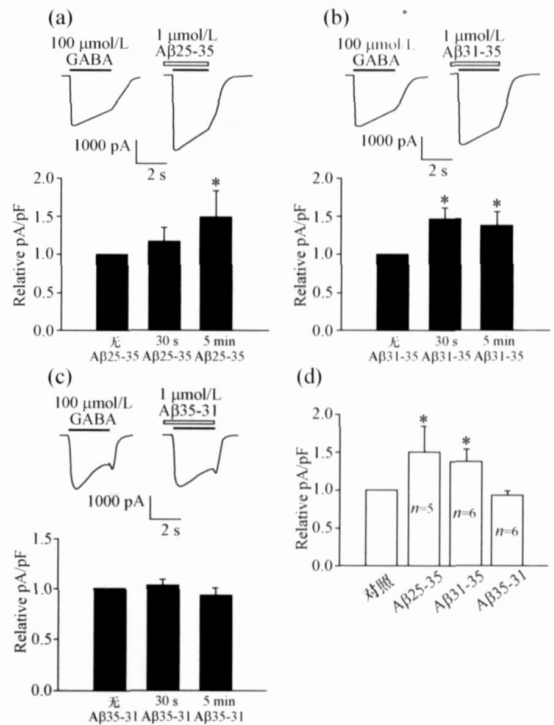 (a)
100 μmol/L
GABA
1 μmol/L
Aβ25-35
1000 pA
2 s
Relative pA/pF
2.0
1.5
1.0
0.5
0.0
*
无
Aβ25-35
30 s
Aβ25-35
5 min
Aβ25-35
(b)
100 μmol/L
GABA
1 μmol/L
Aβ31-35
1000 pA
2 s
Relative pA/pF
2.0
1.5
1.0
0.5
0.0
*
*
无
Aβ31-35
30 s
Aβ31-35
5 min
Aβ31-35
(c)
100 μmol/L
GABA
1 μmol/L
Aβ35-31
1000 pA
2 s
Relative pA/pF
1.5
1.0
0.5
0.0
无
Aβ35-31
30 s
Aβ35-31
5 min
Aβ35-31
(d)
Relative pA/pF
2.0
1.5
1.0
0.5
0.0
*
*
n=5
n=6
n=6
对照
Aβ25-35
Aβ31-35
Aβ35-31